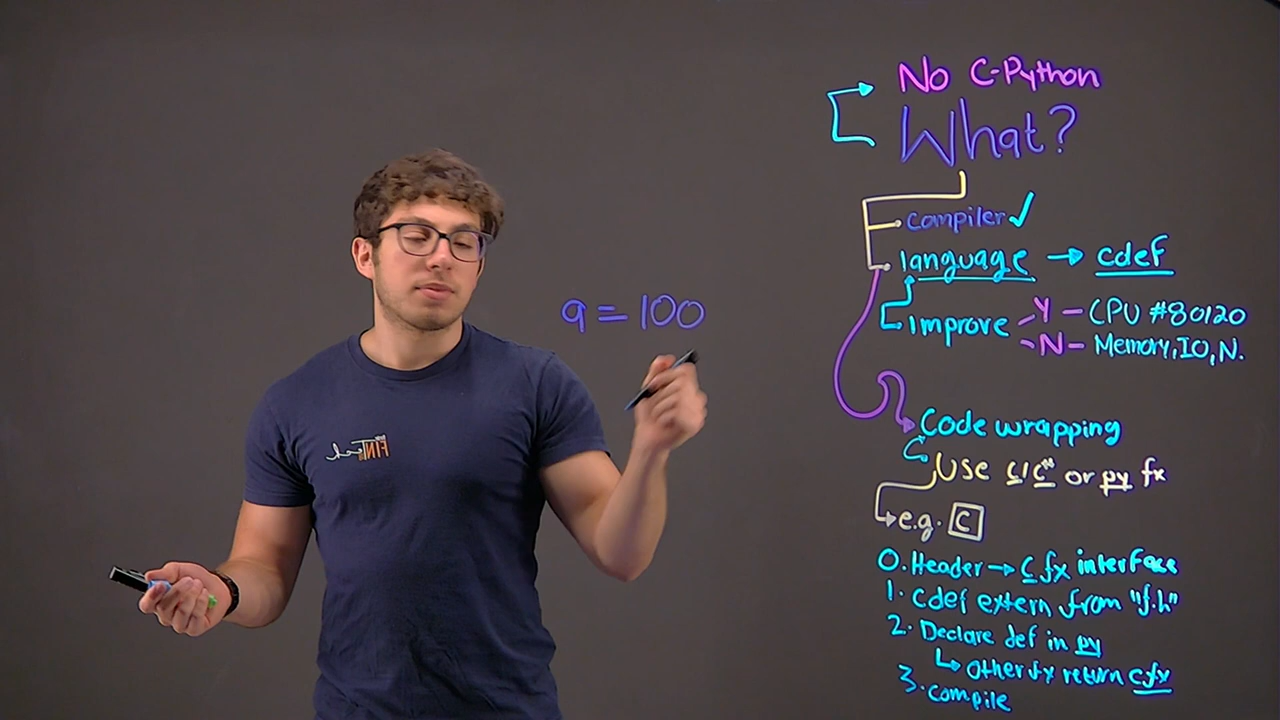 No C-Python
What?
Compiler ✓
language → cdef
Improve
Y – CPU #80120
N – Memory, IO, N.
a = 100
Code wrapping
Use C/C++ or py fx
e.g. C
0. Header → C fx interface
1. cdef extern from "f.h"
2. Declare def in py
↳ Other fx return c fx
3. compile
FINTech